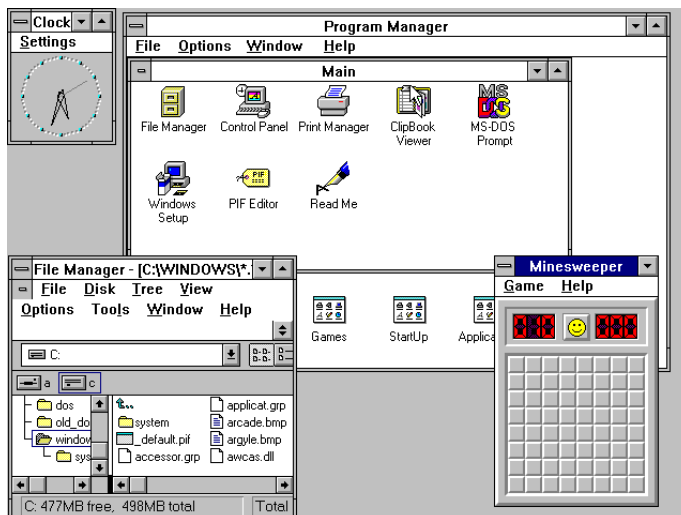 Clock
Settings
Program Manager
File Options Window Help
Main
File Manager
Control Panel
Print Manager
ClipBook
Viewer
MS-DOS
Prompt
MS
DOS
Windows
Setup
PIF
PIF Editor
Read Me
Games
StartUp
Applica
File Manager - [C:\WINDOWS\*.
File Disk Tree View
Options Tools Window Help
C:
a c
dos
old_do
window
sys
system
_default.pif
accessor.grp
applicat.grp
arcade.bmp
argyle.bmp
awcas.dll
C: 477MB free, 498MB total
Total
Minesweeper
Game Help